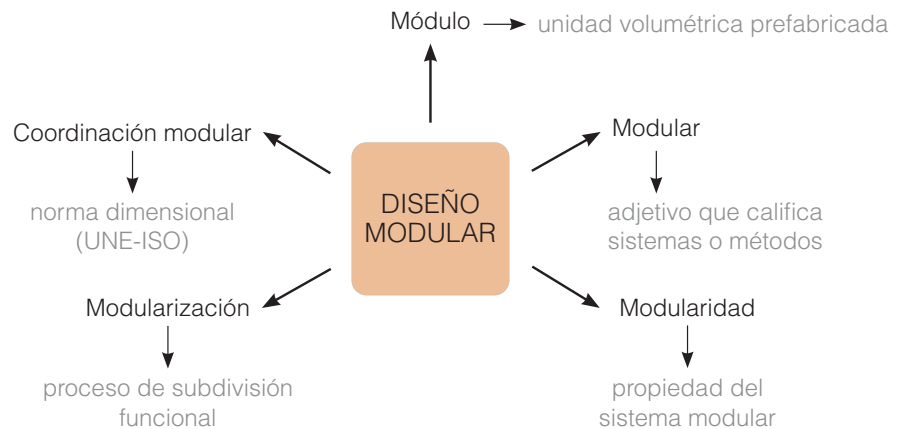 Módulo
unidad volumétrica prefabricada
Coordinación modular
norma dimensional
(UNE-ISO)
Modular
adjetivo que califica
sistemas o métodos
DISEÑO
MODULAR
Modularización
proceso de subdivisión
funcional
Modularidad
propiedad del
sistema modular